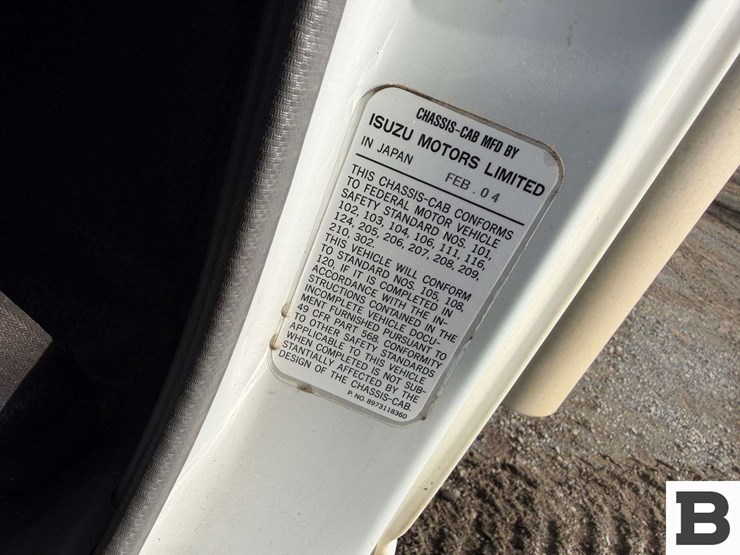 CHASSIS-CAB MFD BY
ISUZU MOTORS LIMITED
IN JAPAN FEB. 04
THIS CHASSIS-CAB CONFORMS
TO FEDERAL MOTOR VEHICLE
SAFETY STANDARD NOS. 101,
102, 103, 104, 106, 111, 116,
124, 205, 206, 207, 208, 209,
210, 302.
THIS VEHICLE WILL CONFORM
TO STANDARD NOS. 105, 108,
120, IF IT IS COMPLETED IN
ACCORDANCE WITH THE IN-
STRUCTIONS CONTAINED IN THE
INCOMPLETE VEHICLE DOCU-
MENT FURNISHED PURSUANT TO
49 CFR PART 568. CONFORMITY
TO OTHER SAFETY STANDARDS
APPLICABLE TO THIS VEHICLE
WHEN COMPLETED IS NOT SUB-
STANTIALLY AFFECTED BY THE
DESIGN OF THE CHASSIS-CAB.
P. NO. 8973118360
B